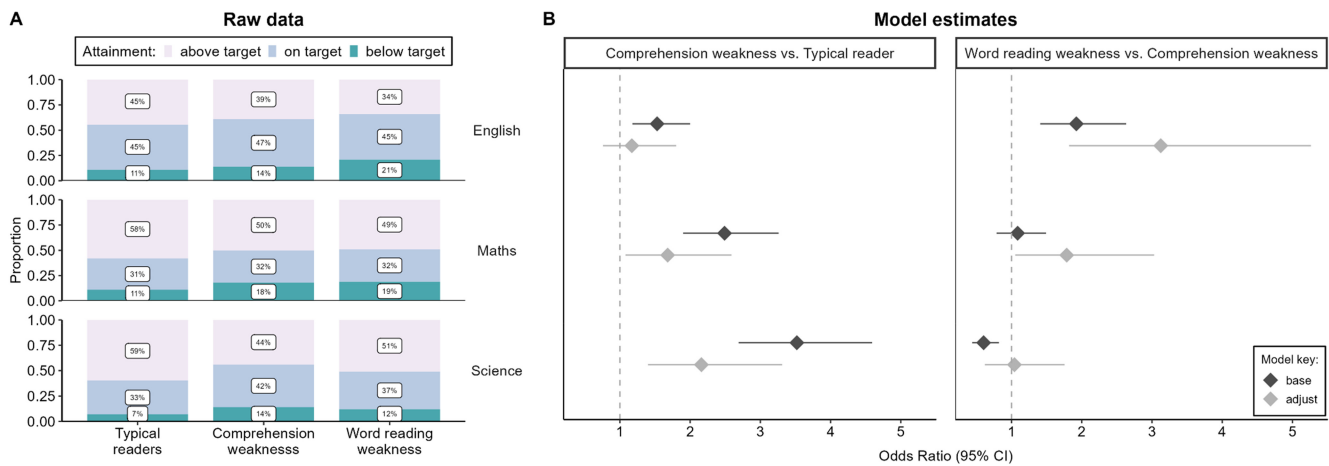 A
Raw data
Attainment: above target on target below target
1.00
0.75
0.50
0.25
0.00
45%
45%
11%
39%
47%
14%
34%
45%
21%
English
1.00
0.75
0.50
0.25
0.00
58%
31%
11%
50%
32%
18%
49%
32%
19%
Maths
Proportion
1.00
0.75
0.50
0.25
0.00
59%
33%
7%
44%
42%
14%
51%
37%
12%
Science
Typical
readers
Comprehension
weaknesss
Word reading
weakness
B
Model estimates
Comprehension weakness vs. Typical reader
Word reading weakness vs. Comprehension weakness
Model key:
base
adjust
1 2 3 4 5
1 2 3 4 5
Odds Ratio (95% CI)